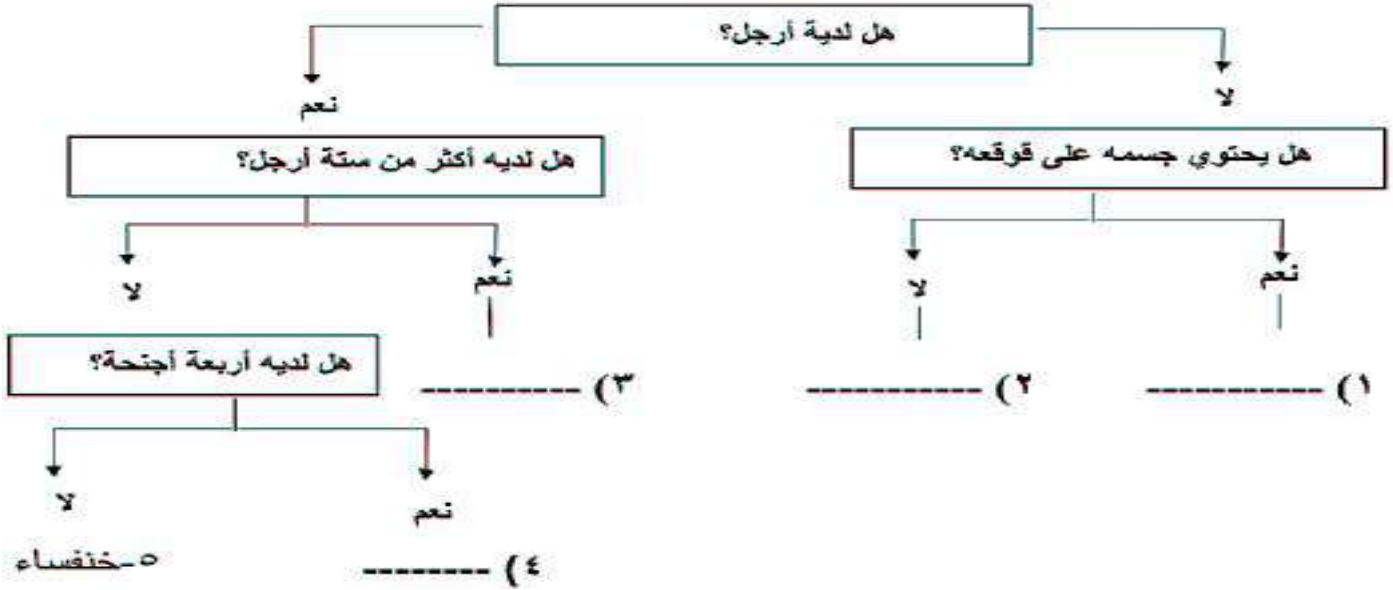 هل لدية أرجل؟
لا
نعم
هل يحتوي جسمه على قوقعه؟
هل لديه أكثر من ستة أرجل؟
نعم
لا
نعم
لا
١) -----------
٢) -----------
٣) ----------
هل لديه أربعة أجنحة؟
نعم
لا
٤) --------
٥-خنفساء